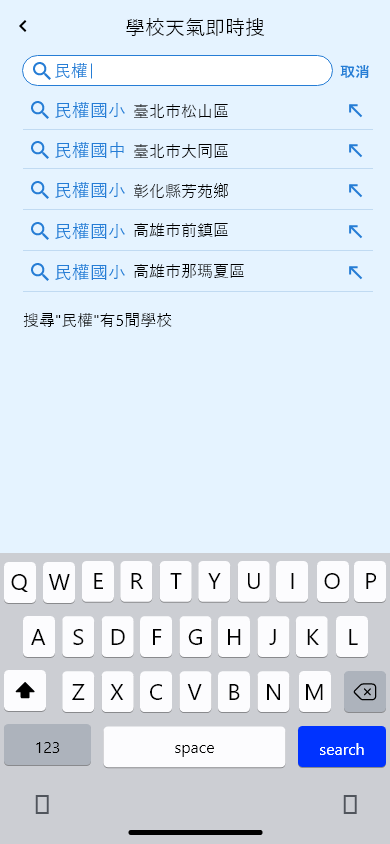 學校天氣即時搜
民權 取消
民權國小 臺北市松山區
民權國中 臺北市大同區
民權國小 彰化縣芳苑鄉
民權國小 高雄市前鎮區
民權國小 高雄市那瑪夏區
搜尋"民權"有5間學校
Q W E R T Y U I O P
A S D F G H J K L
Z X C V B N M
123 space search